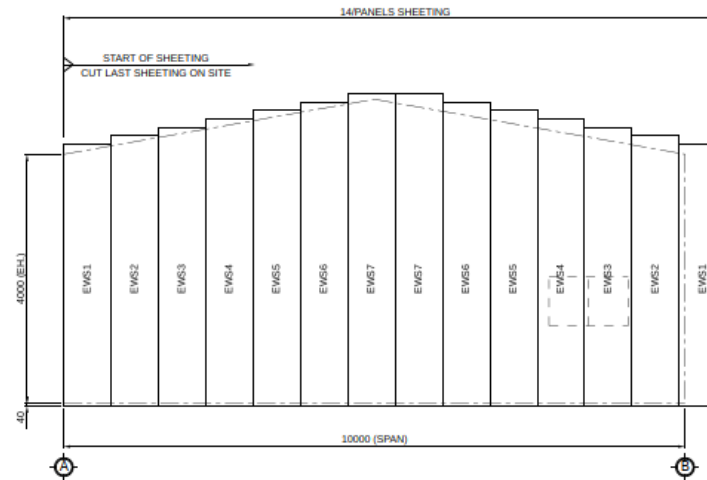 14/PANELS SHEETING
START OF SHEETING
CUT LAST SHEETING ON SITE
4000 (EH.)
EWS1
EWS2
EWS3
EWS4
EWS5
EWS6
EWS7
EWS7
EWS6
EWS5
EWS4
EWS3
EWS2
EWS1
40
10000 (SPAN)
A
B